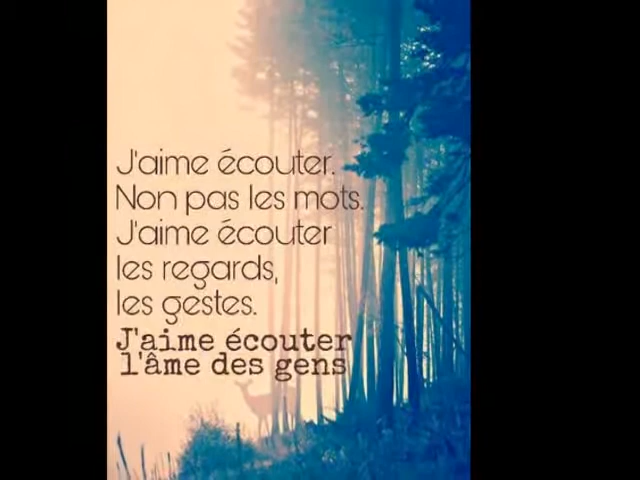 J'aime écouter.
Non pas les mots.
J'aime écouter
les regards,
les gestes.
J'aime écouter
l'âme des gens